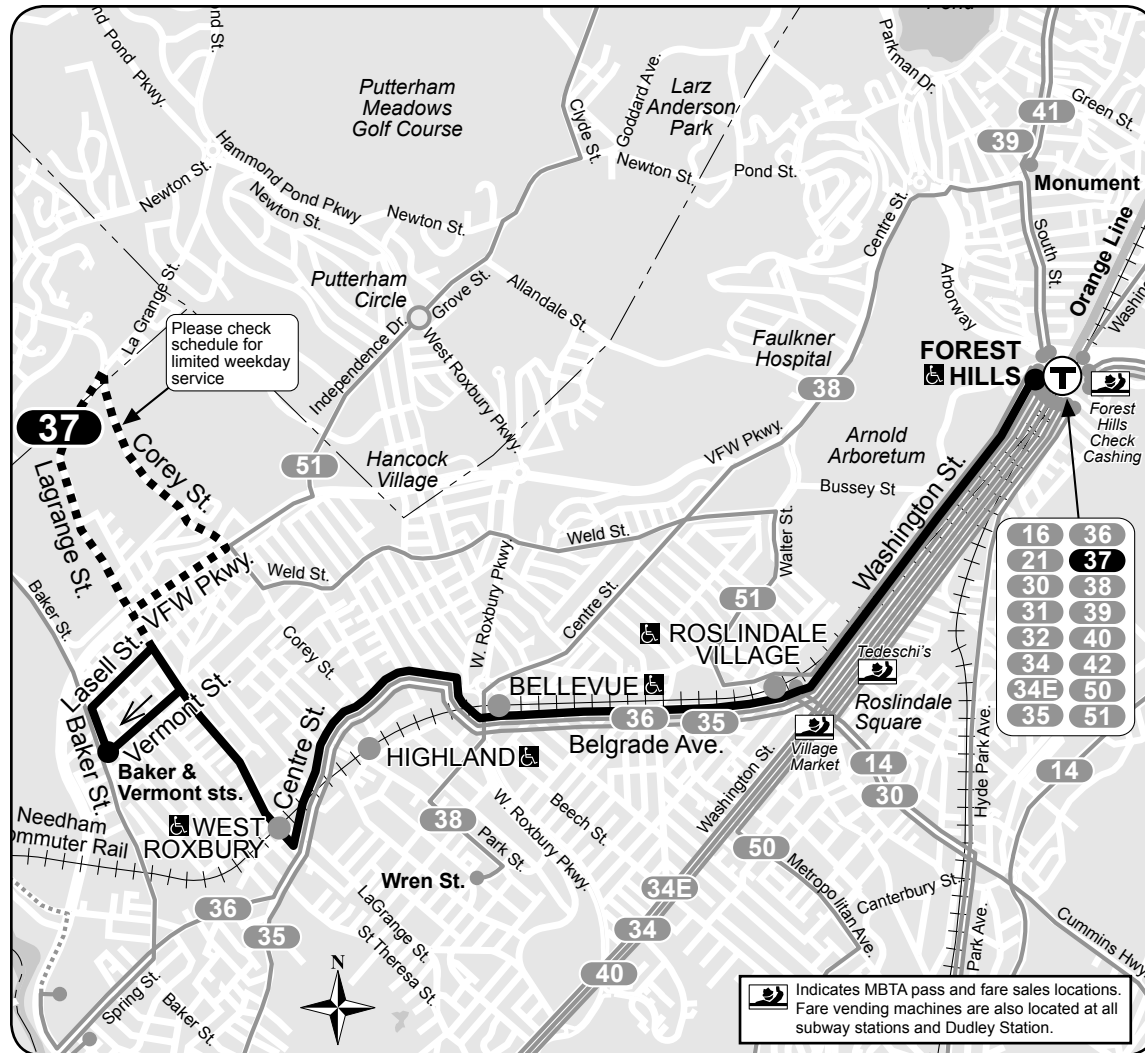 Pond
Pond St.
Hammond Pond Pkwy.
Putterham
Meadows
Golf Course
Clyde St.
Goddard Ave.
Larz
Anderson
Park
Parkman Dr.
41
Green St.
39
Monument
Newton St.
Hammond Pond Pkwy
Newton St.
Newton St.
Newton St.
Pond St.
Centre St.
South St.
Orange Line
Washington
La Grange St.
Putterham
Circle
Grove St.
Allandale St.
Arborway
Please check
schedule for
limited weekday
service
Independence Dr.
West Roxbury Pkwy.
Faulkner
Hospital
FOREST
HILLS
T
38
Forest
Hills
Check
Cashing
37
Corey St.
Lagrange St.
51
Hancock
Village
VFW Pkwy.
Arnold
Arboretum
Bussey St
Washington St.
16 36
21 37
30 38
31 39
32 40
34 42
34E 50
35 51
Baker St.
VFW Pkwy.
Weld St.
Weld St.
W. Roxbury Pkwy.
Centre St.
Walter St.
51
Corey St.
Lasell St.
Vermont St.
Baker St.
ROSLINDALE
VILLAGE
Tedeschi's
Roslindale
Square
BELLEVUE
36 35
Belgrade Ave.
Village
Market
HIGHLAND
Centre St.
Baker &
Vermont sts.
WEST
ROXBURY
Needham
Commuter Rail
Washington St.
14
30
14
Hyde Park Ave.
38
Park St.
W. Roxbury Pkwy.
Beech St.
Wren St.
50
Metropolitan Ave.
Canterbury St.
34E
34
40
36
35
LaGrange St.
St Theresa St.
Spring St.
Baker St.
N
Park Ave.
Cummins Hwy.
Indicates MBTA pass and fare sales locations.
Fare vending machines are also located at all
subway stations and Dudley Station.